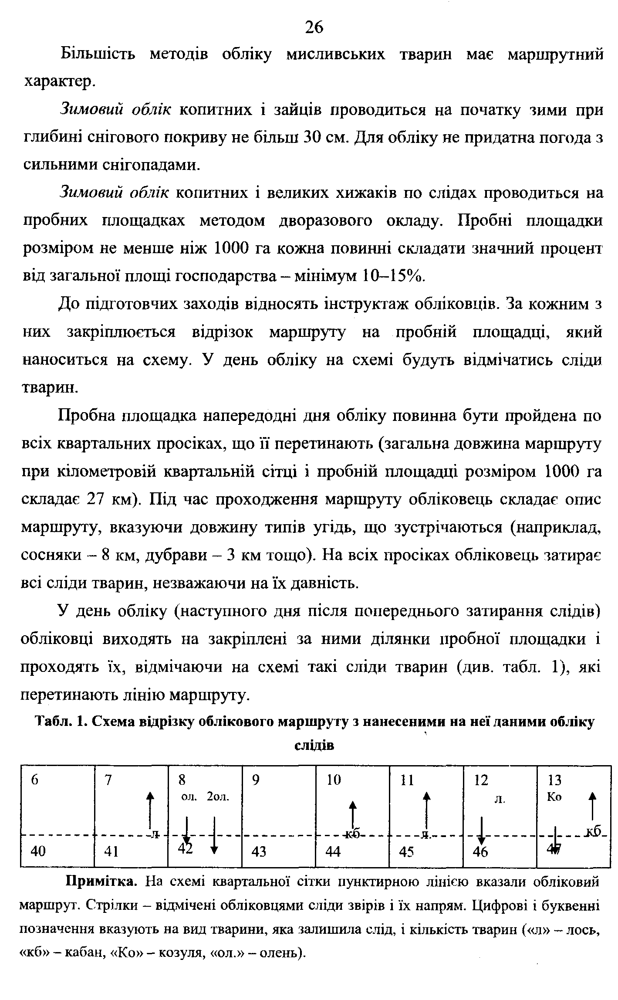 26
Більшість методів обліку мисливських тварин має маршрутний
характер.
Зимовий облік копитних і зайців проводиться на початку зими при
глибині снігового покриву не більш 30 см. Для обліку не придатна погода з
сильними снігопадами.
Зимовий облік копитних і великих хижаків по слідах проводиться на
пробних площадках методом дворазового окладу. Пробні площадки
розміром не менше ніж 1000 га кожна повинні складати значний процент
від загальної площі господарства – мінімум 10–15%.
До підготовчих заходів відносять інструктаж обліковців. За кожним з
них закріплюється відрізок маршруту на пробній площадці, який
наноситься на схему. У день обліку на схемі будуть відмічатись сліди
тварин.
Пробна площадка напередодні дня обліку повинна бути пройдена по
всіх квартальних просіках, що її перетинають (загальна довжина маршруту
при кілометровій квартальній сітці і пробній площадці розміром 1000 га
складає 27 км). Під час проходження маршруту обліковець складає опис
маршруту, вказуючи довжину типів угідь, що зустрічаються (наприклад,
сосняки – 8 км, дубрави – 3 км тощо). На всіх просіках обліковець затирає
всі сліди тварин, незважаючи на їх давність.
У день обліку (наступного дня після попереднього затирання слідів)
обліковці виходять на закріплені за ними ділянки пробної площадки і
проходять їх, відмічаючи на схемі такі сліди тварин (див. табл. 1), які
перетинають лінію маршруту.
Табл. 1. Схема відрізку облікового маршруту з нанесеними на неї даними обліку
слідів
6 7 8 9 10 11 12 13
ол. 2ол. л. Ко
л кб л. кб
40 41 42 43 44 45 46 47
Примітка. На схемі квартальної сітки пунктирною лінією вказали обліковий
маршрут. Стрілки – відмічені обліковцями сліди звірів і їх напрям. Цифрові і буквенні
позначення вказують на вид тварини, яка залишила слід, і кількість тварин («л» – лось,
«кб» – кабан, «Ко» – козуля, «ол.» – олень).